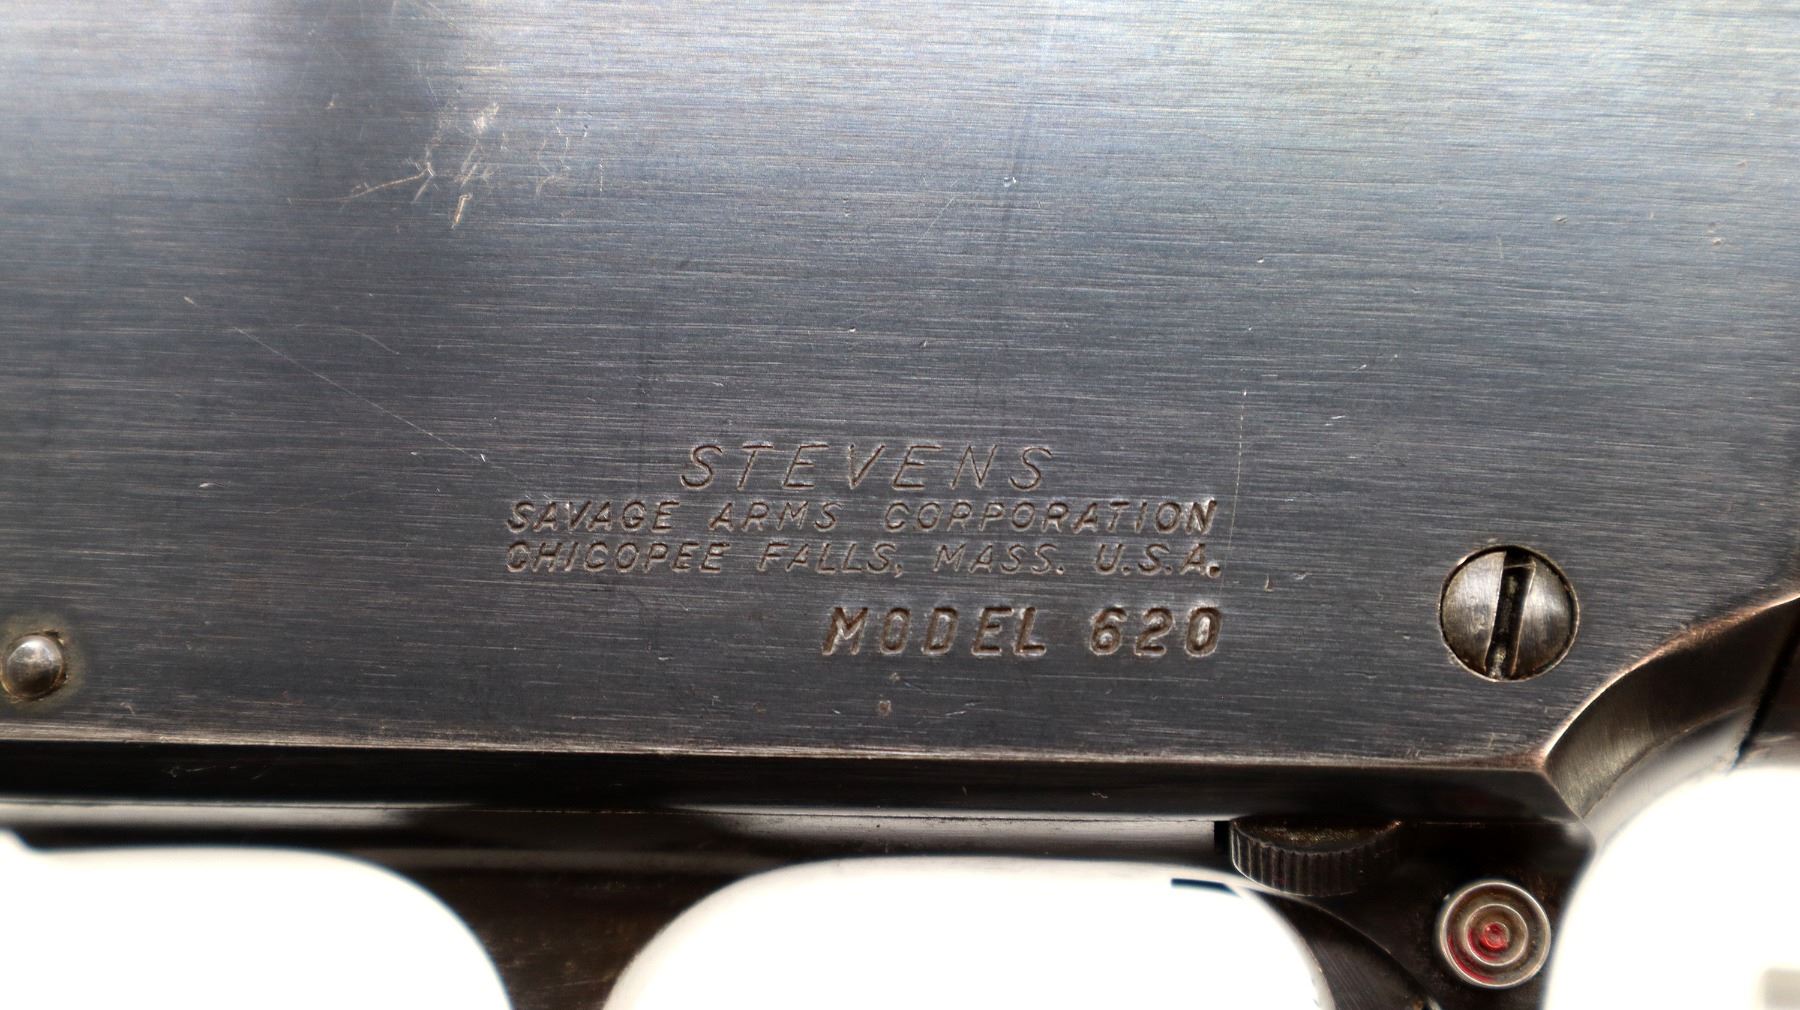 STEVENS
SAVAGE ARMS CORPORATION
CHICOPEE FALLS, MASS. U.S.A.
MODEL 620